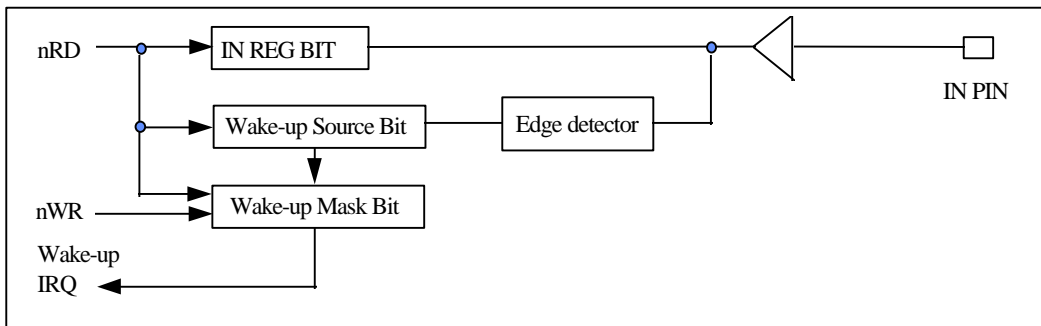 nRD
IN REG BIT
IN PIN
Wake-up Source Bit
Edge detector
nWR
Wake-up Mask Bit
Wake-up
IRQ